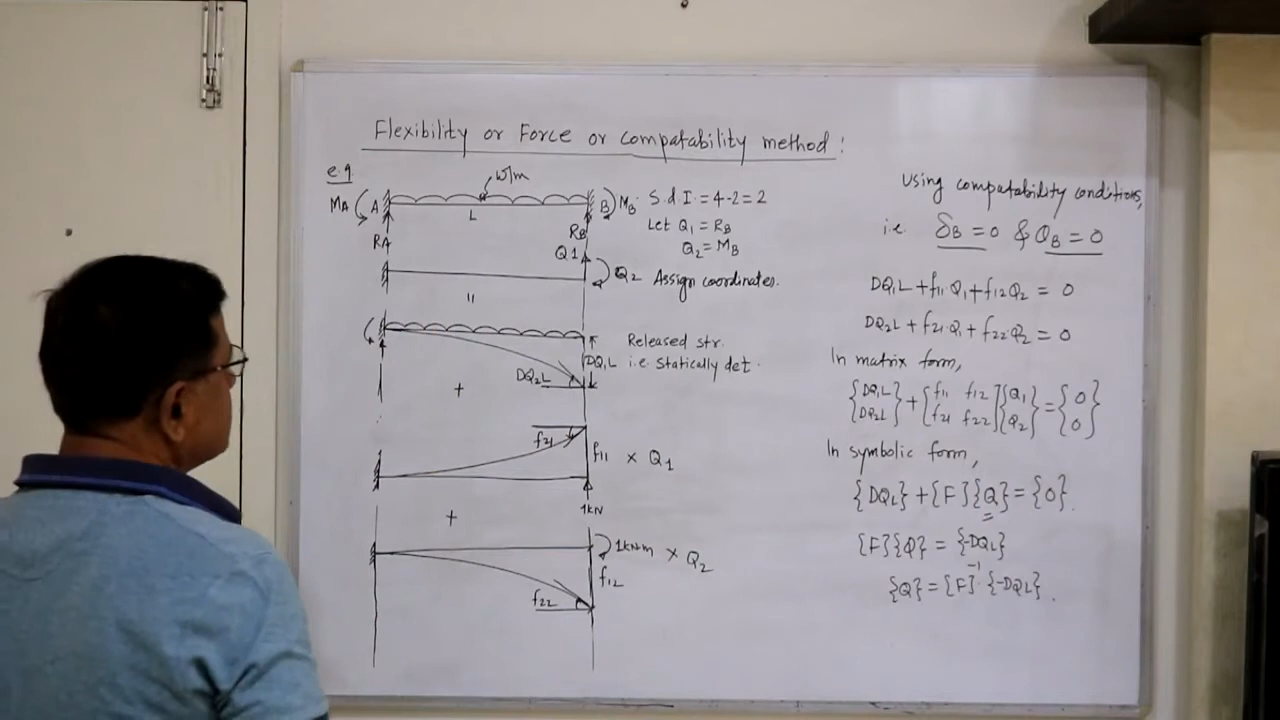 Flexibility or Force or compatability method :
e.g.
w/m
MA A L B MB
S.d.I. = 4-2 = 2
RA RB
Let Q1 = RB
Q2 = MB
Q1
Q2 Assign coordinates.
=
Released str.
DQ1L i.e. statically det.
DQ2L
+
f21 f11 × Q1
1kN
+
1kNm × Q2
f12
f22
Using compatability conditions,
i.e. δB = 0 & θB = 0
DQ1L + f11·Q1 + f12Q2 = 0
DQ2L + f21·Q1 + f22·Q2 = 0
In matrix form,
{DQ1L DQ2L} + [f11 f12 f21 f22] {Q1 Q2} = {0 0}
In symbolic form,
{DQL} + [F]{Q} = {0}.
[F]{Q} = {-DQL}
{Q} = [F]⁻¹·{-DQL}.